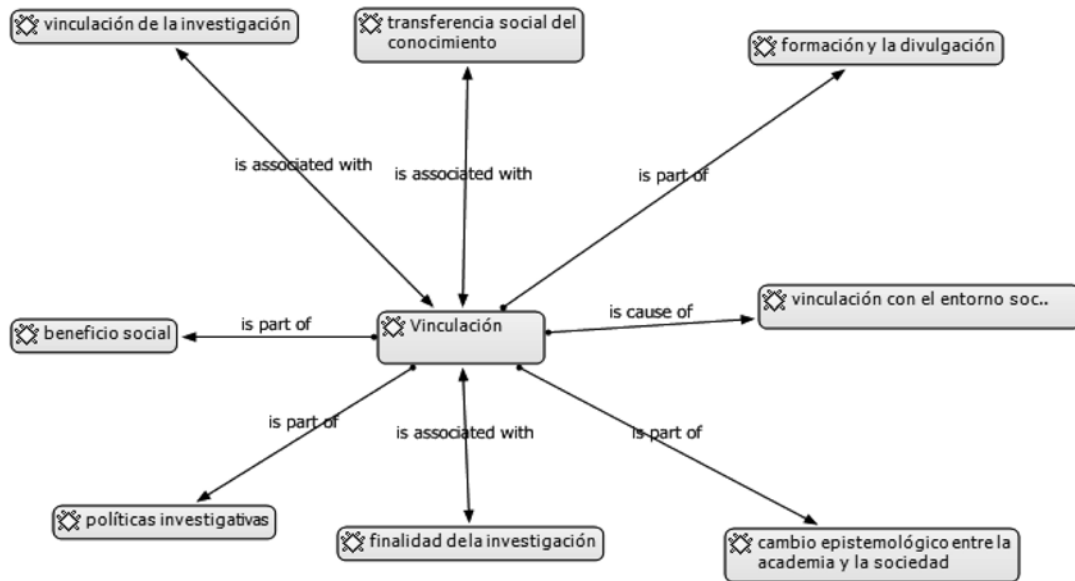 vinculación de la investigación
transferencia social del
conocimiento
formación y la divulgación
is associated with
is associated with
is part of
vinculación con el entorno soc..
is cause of
Vinculación
beneficio social
is part of
is part of
is associated with
is part of
políticas investigativas
finalidad dela investigación
cambio epistemológico entre la
academia y la sociedad